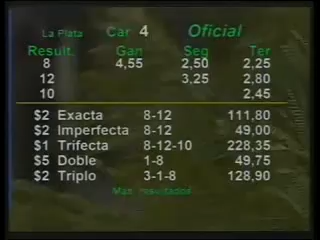 La Plata Car 4 Oficial
Result. Gan Seg Ter
8 4,55 2,50 2,25
12 3,25 2,80
10 2,45
$2 Exacta 8-12 111,80
$2 Imperfecta 8-12 49,00
$1 Trifecta 8-12-10 228,35
$5 Doble 1-8 49,75
$2 Triplo 3-1-8 128,90
Mas resultados